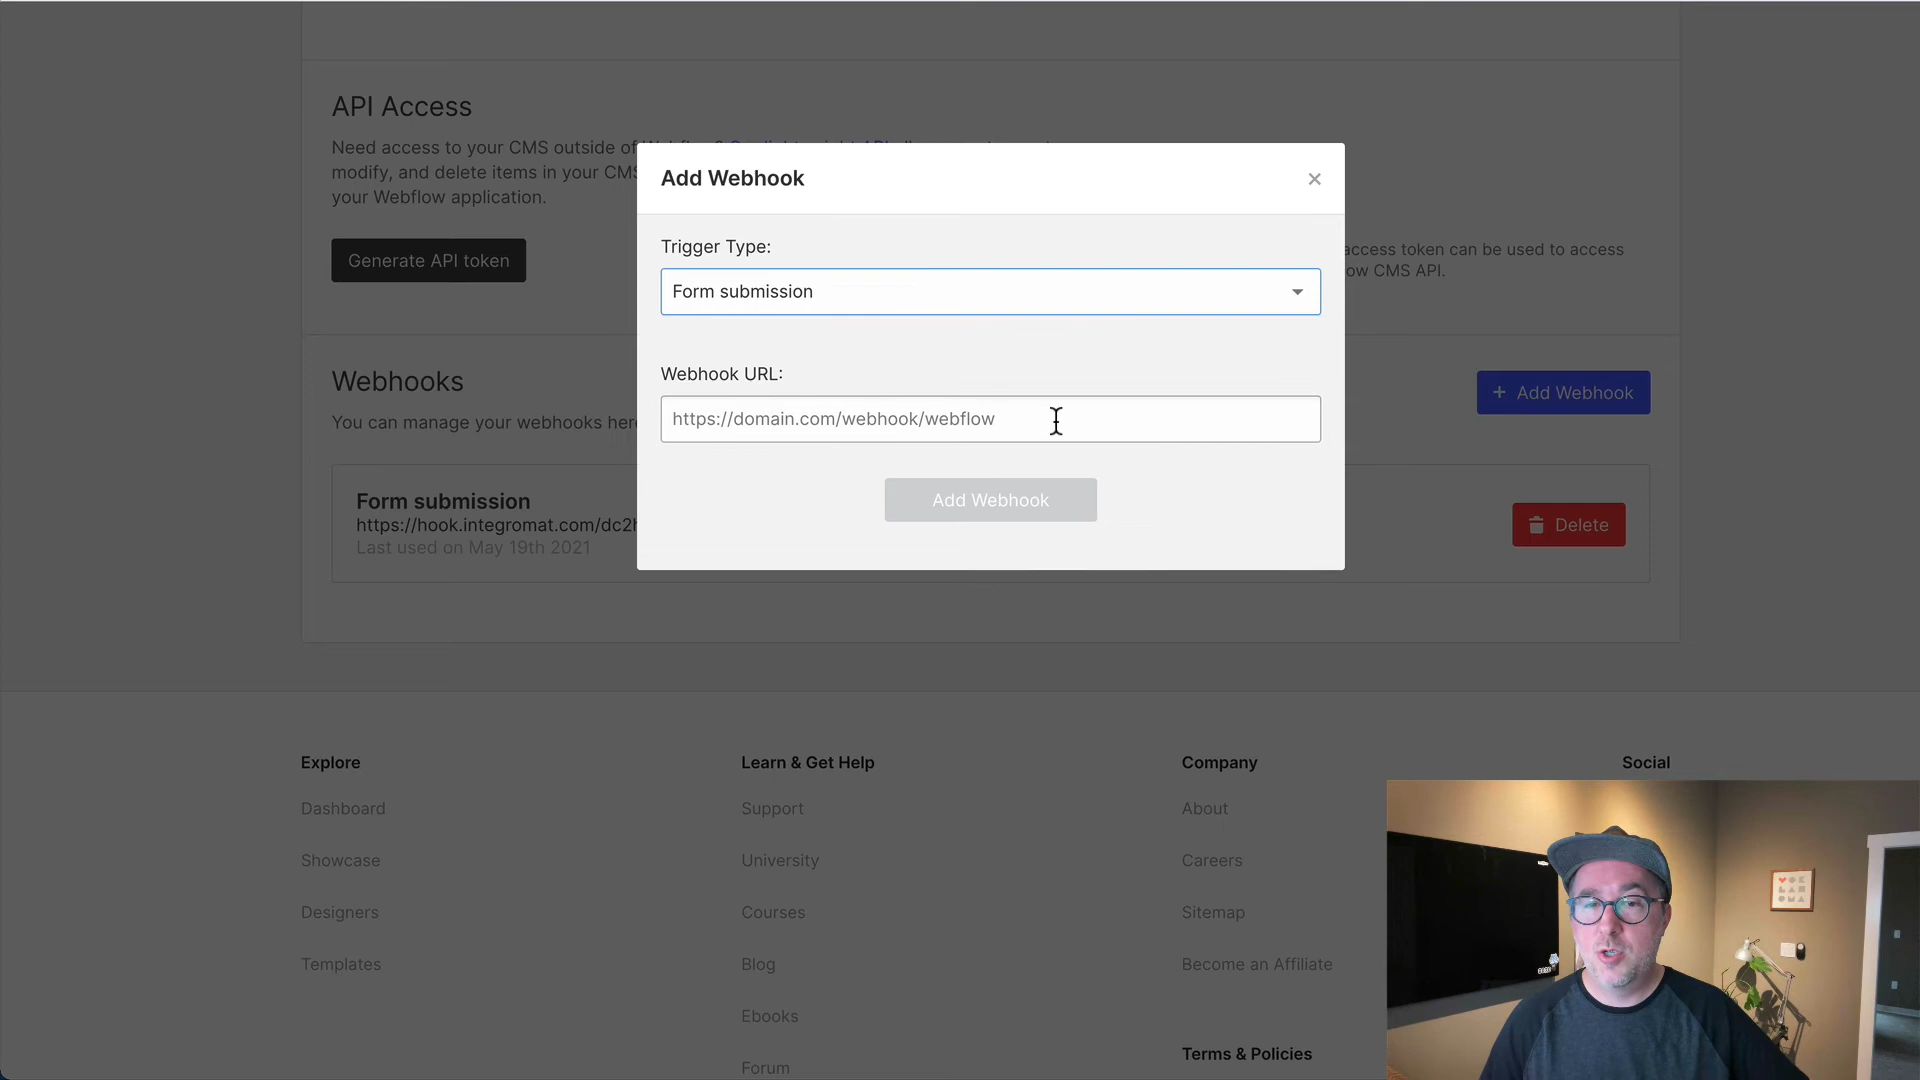 API Access
Need access to your CMS outside of
modify, and delete items in your CMS
your Webflow application.
Generate API token
access token can be used to access
ow CMS API.
Add Webhook
×
Trigger Type:
Form submission
Webhook URL:
https://domain.com/webhook/webflow
Add Webhook
Webhooks
+ Add Webhook
You can manage your webhooks here
Form submission
https://hook.integromat.com/dc2h
Last used on May 19th 2021
Delete
Explore
Dashboard
Showcase
Designers
Templates
Learn & Get Help
Support
University
Courses
Blog
Ebooks
Forum
Company
About
Careers
Sitemap
Become an Affiliate
Terms & Policies
Social